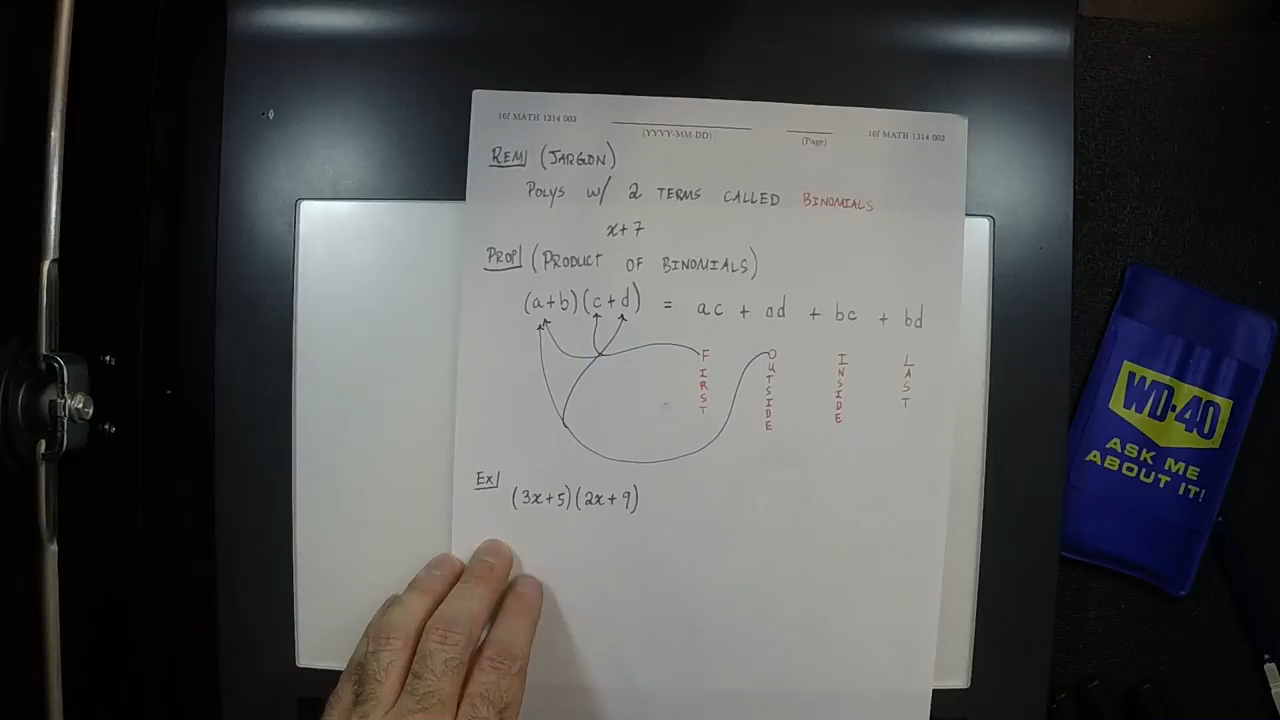 16f MATH 1314 003
(YYYY-MM-DD)
(Page)
16f MATH 1314 003
REM (JARGON)
POLYS W/ 2 TERMS CALLED BINOMIALS
x+7
PROP (PRODUCT OF BINOMIALS)
(a+b)(c+d) = ac + ad + bc + bd
FIRST OUTSIDE INSIDE LAST
EX
(3x+5)(2x+9)
WD-40
ASK ME
ABOUT IT!